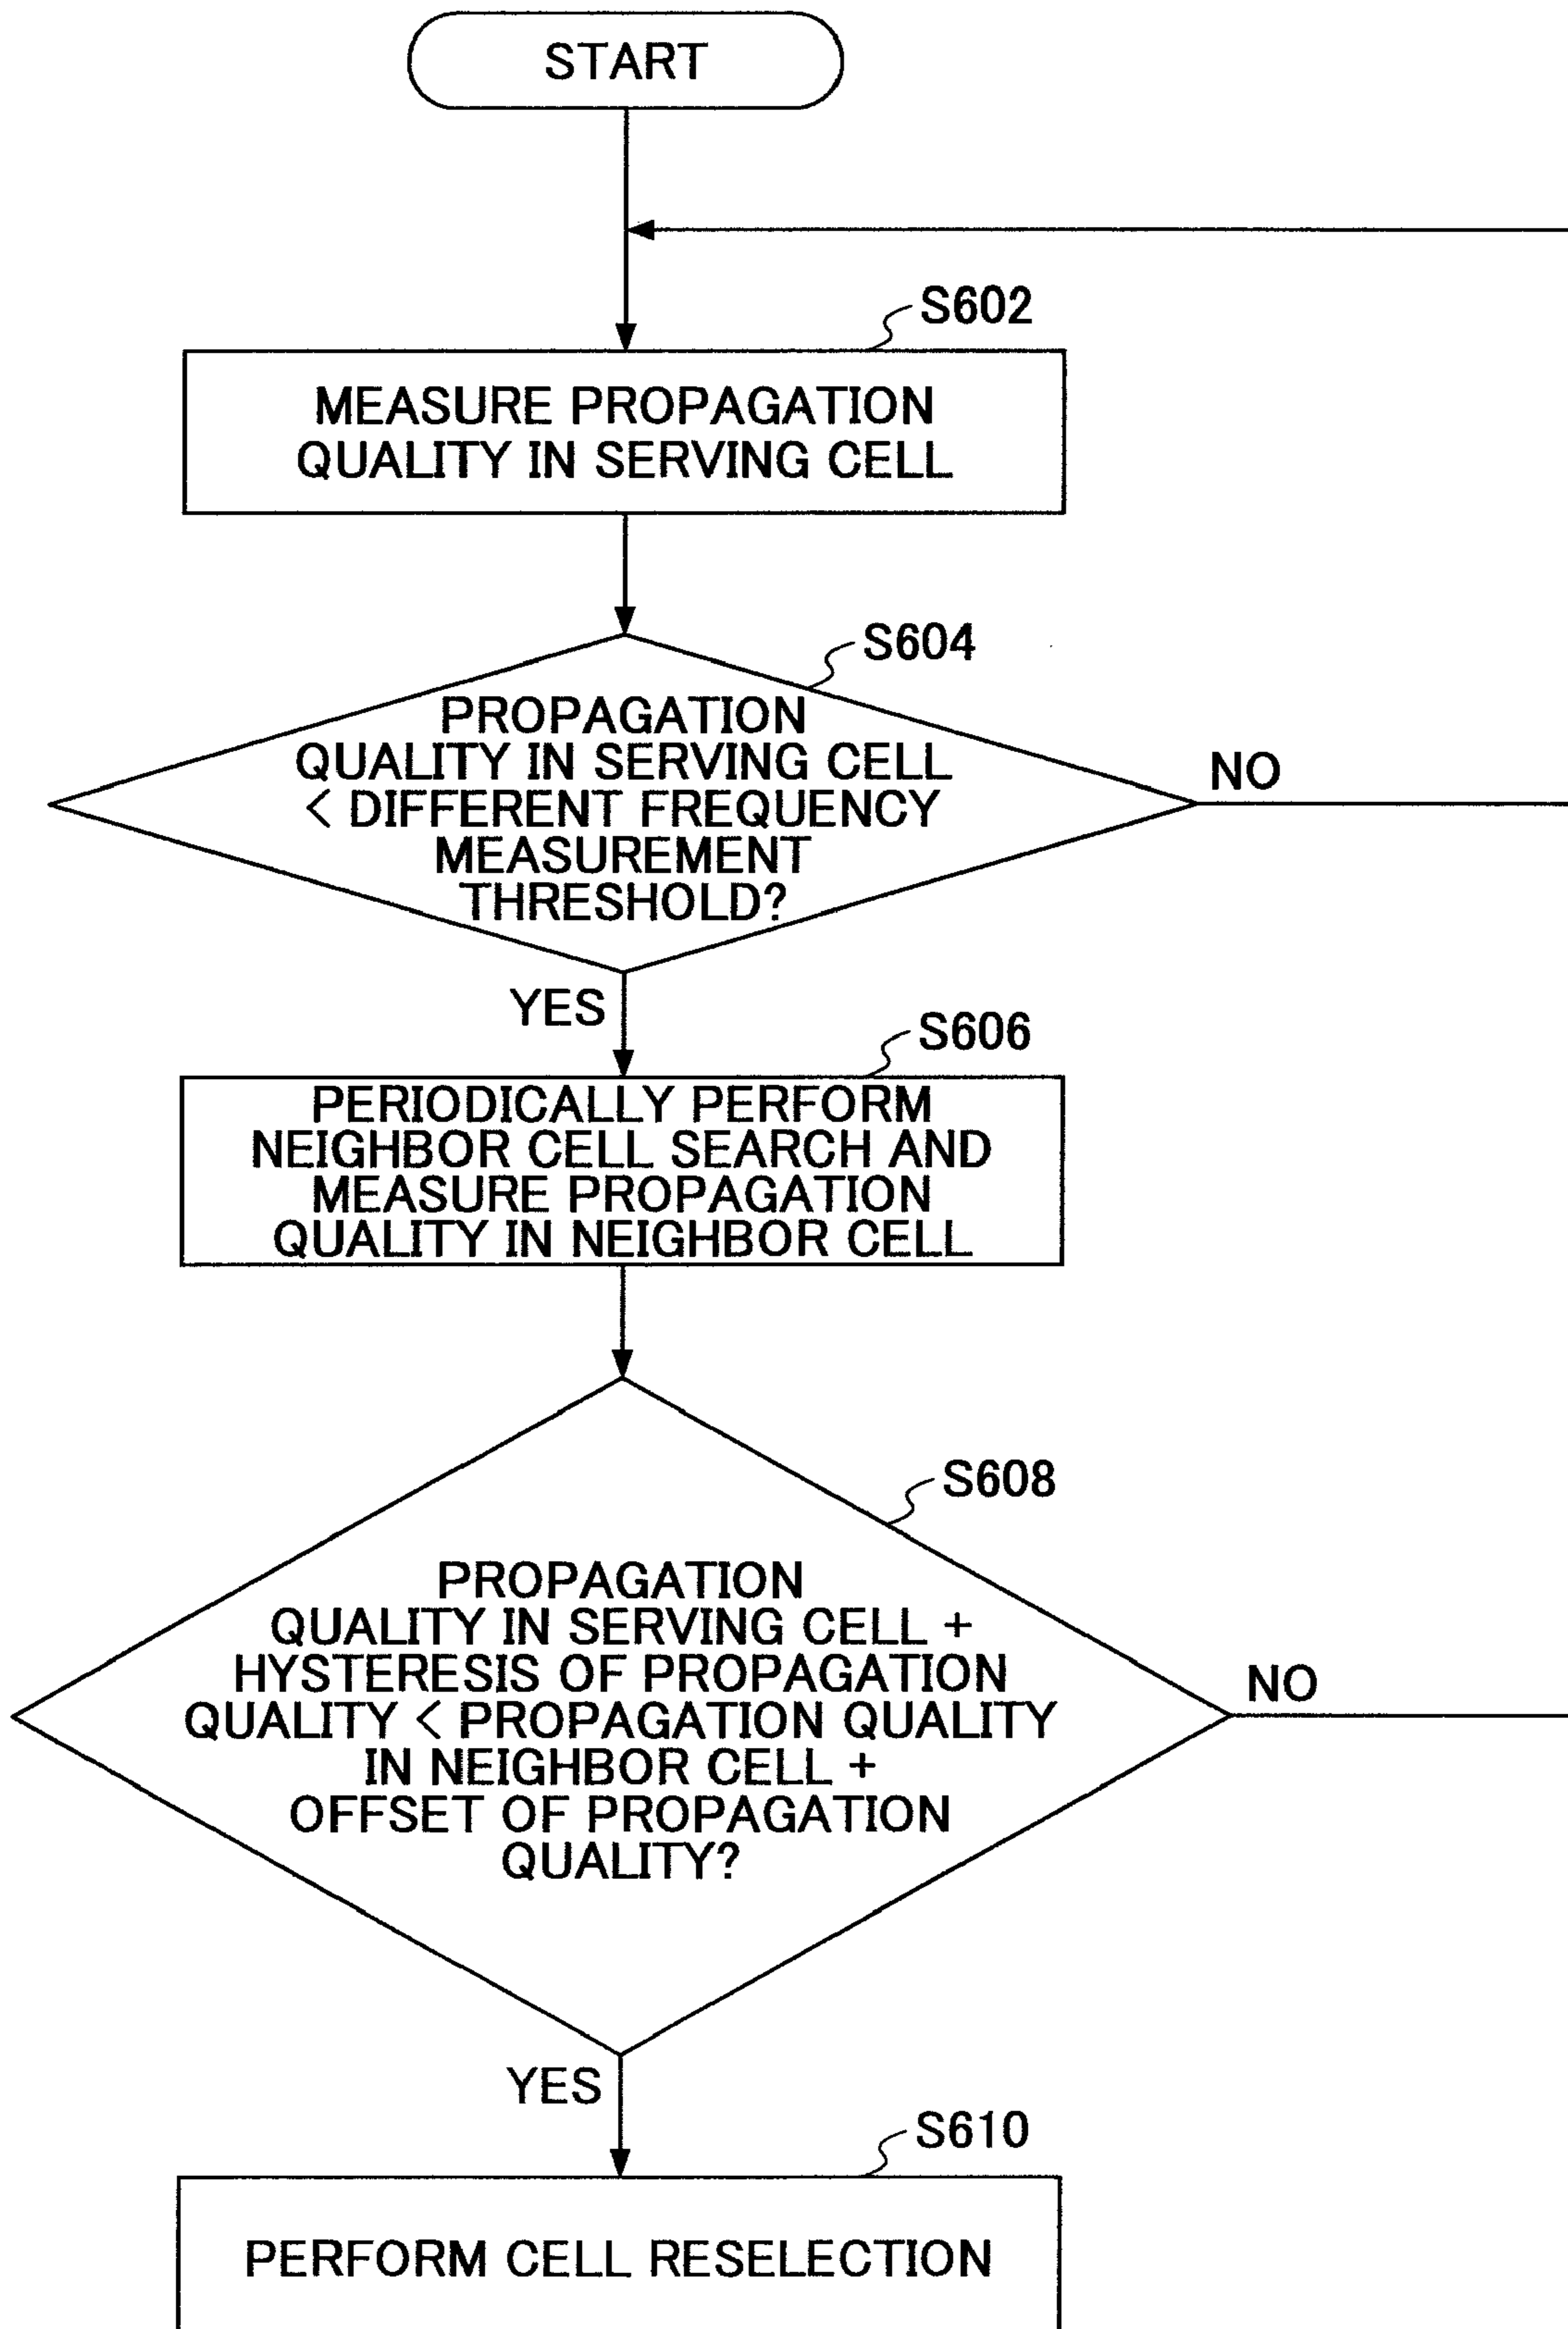 START
S602
MEASURE PROPAGATION
QUALITY IN SERVING CELL
S604
PROPAGATION
QUALITY IN SERVING CELL
< DIFFERENT FREQUENCY
MEASUREMENT
THRESHOLD?
NO
YES
S606
PERIODICALLY PERFORM
NEIGHBOR CELL SEARCH AND
MEASURE PROPAGATION
QUALITY IN NEIGHBOR CELL
S608
PROPAGATION
QUALITY IN SERVING CELL +
HYSTERESIS OF PROPAGATION
QUALITY < PROPAGATION QUALITY
IN NEIGHBOR CELL +
OFFSET OF PROPAGATION
QUALITY?
NO
YES
S610
PERFORM CELL RESELECTION